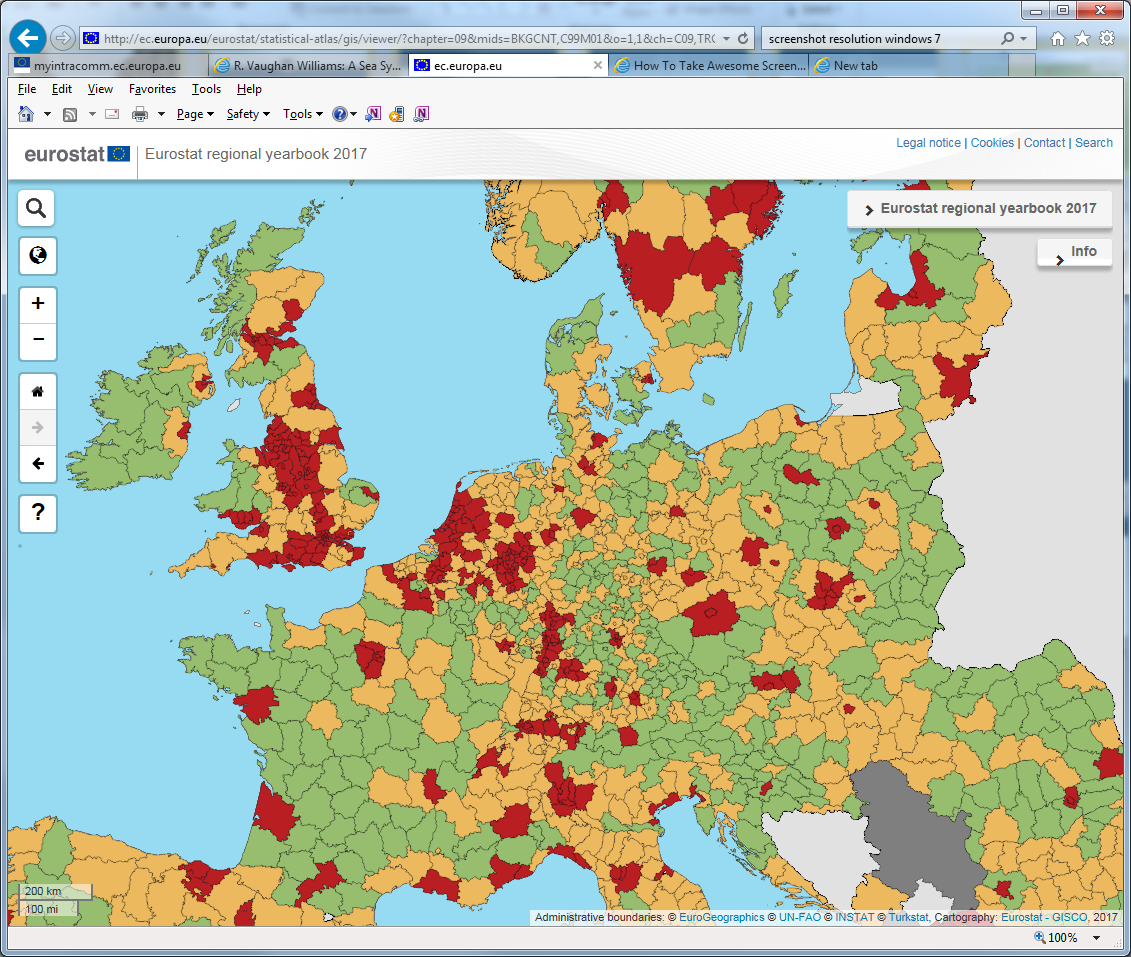 http://ec.europa.eu/eurostat/statistical-atlas/gis/viewer/?chapter=09&mids=BKGCNT,C99M01&o=1,1&ch=C09,TRC
screenshot resolution windows 7
myintracomm.ec.europa.eu
R. Vaughan Williams: A Sea Sy...
ec.europa.eu
How To Take Awesome Screen...
New tab
File Edit View Favorites Tools Help
Page Safety Tools
eurostat
Eurostat regional yearbook 2017
Legal notice | Cookies | Contact | Search
Eurostat regional yearbook 2017
Info
+
−
?
200 km
100 mi
Administrative boundaries: © EuroGeographics © UN-FAO © INSTAT © Turkstat, Cartography: Eurostat - GISCO, 2017
100%